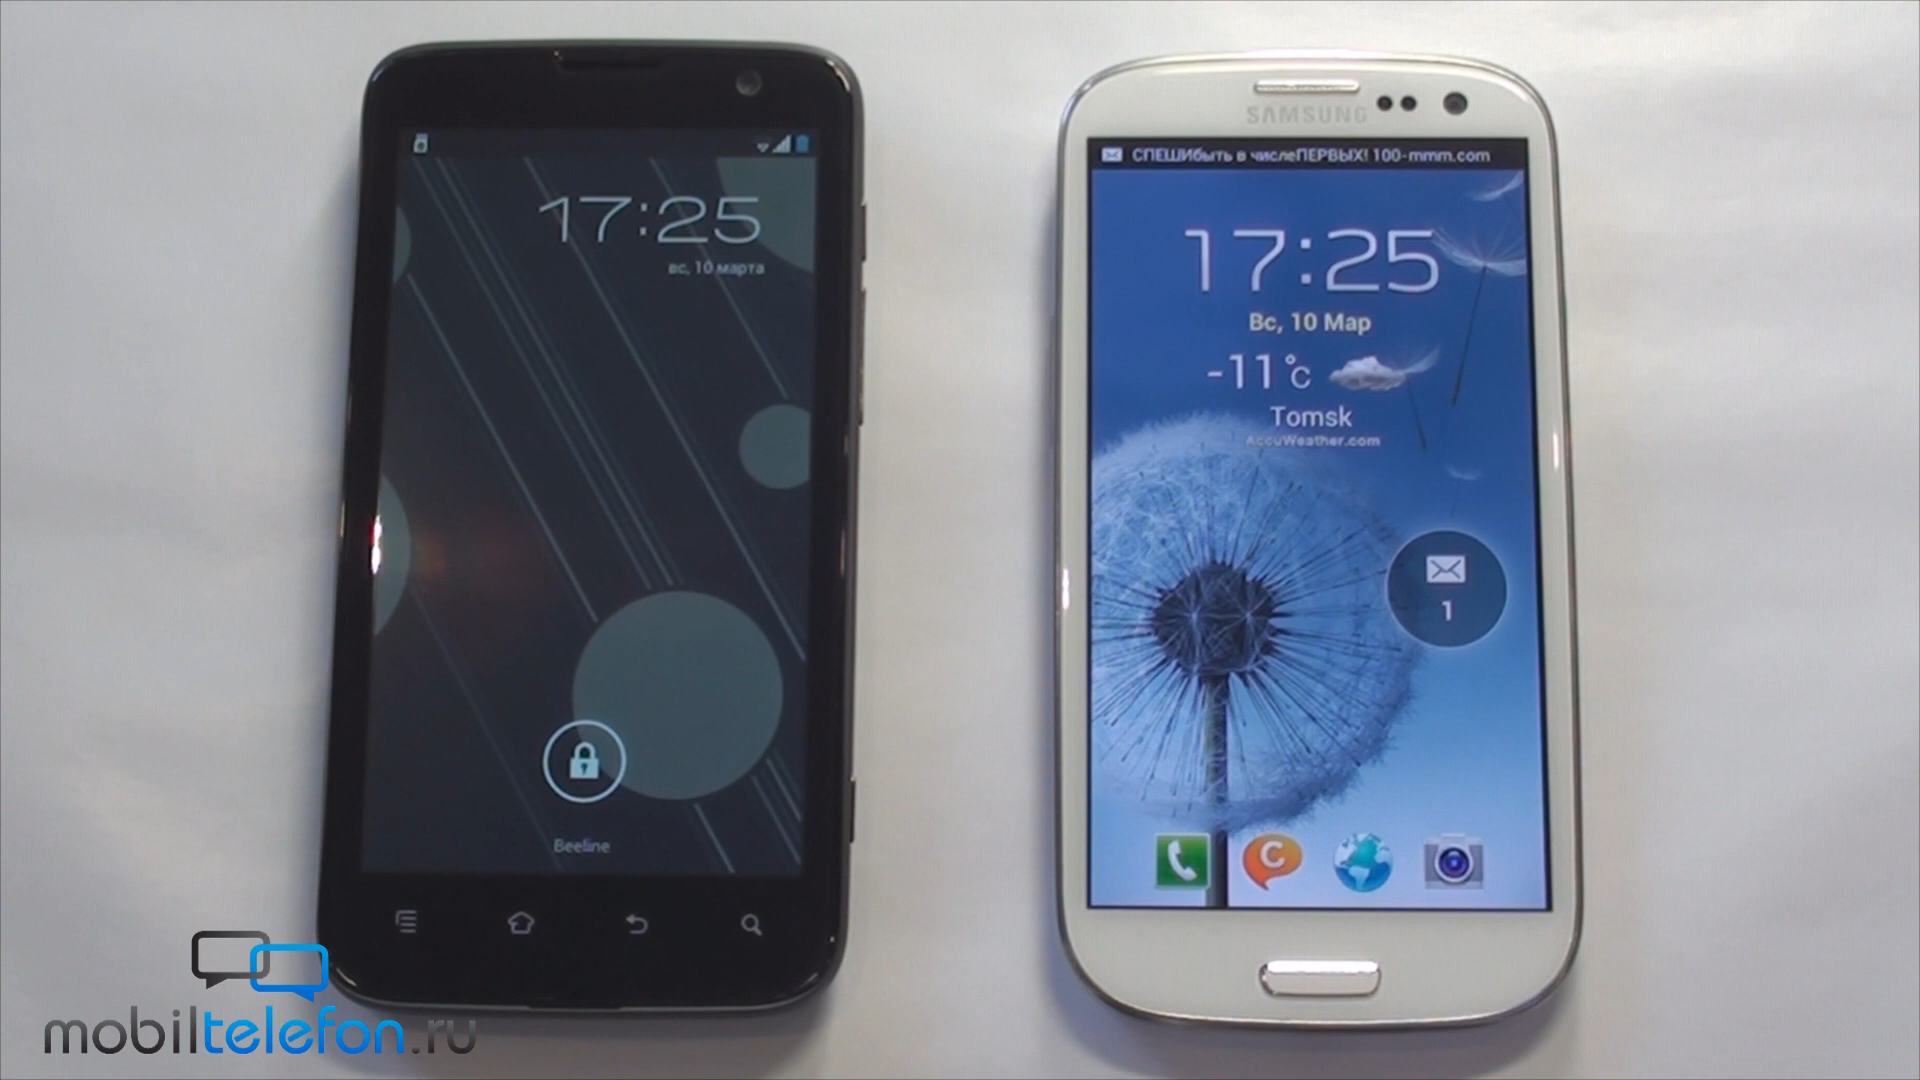 17:25
вс, 10 марта
Beeline
SAMSUNG
СПЕШИбыть в числеПЕРВЫХ! 100-mmm.com
17:25
Вс, 10 Мар
-11°C
Tomsk
AccuWeather.com
1
C
mobiltelefon.ru